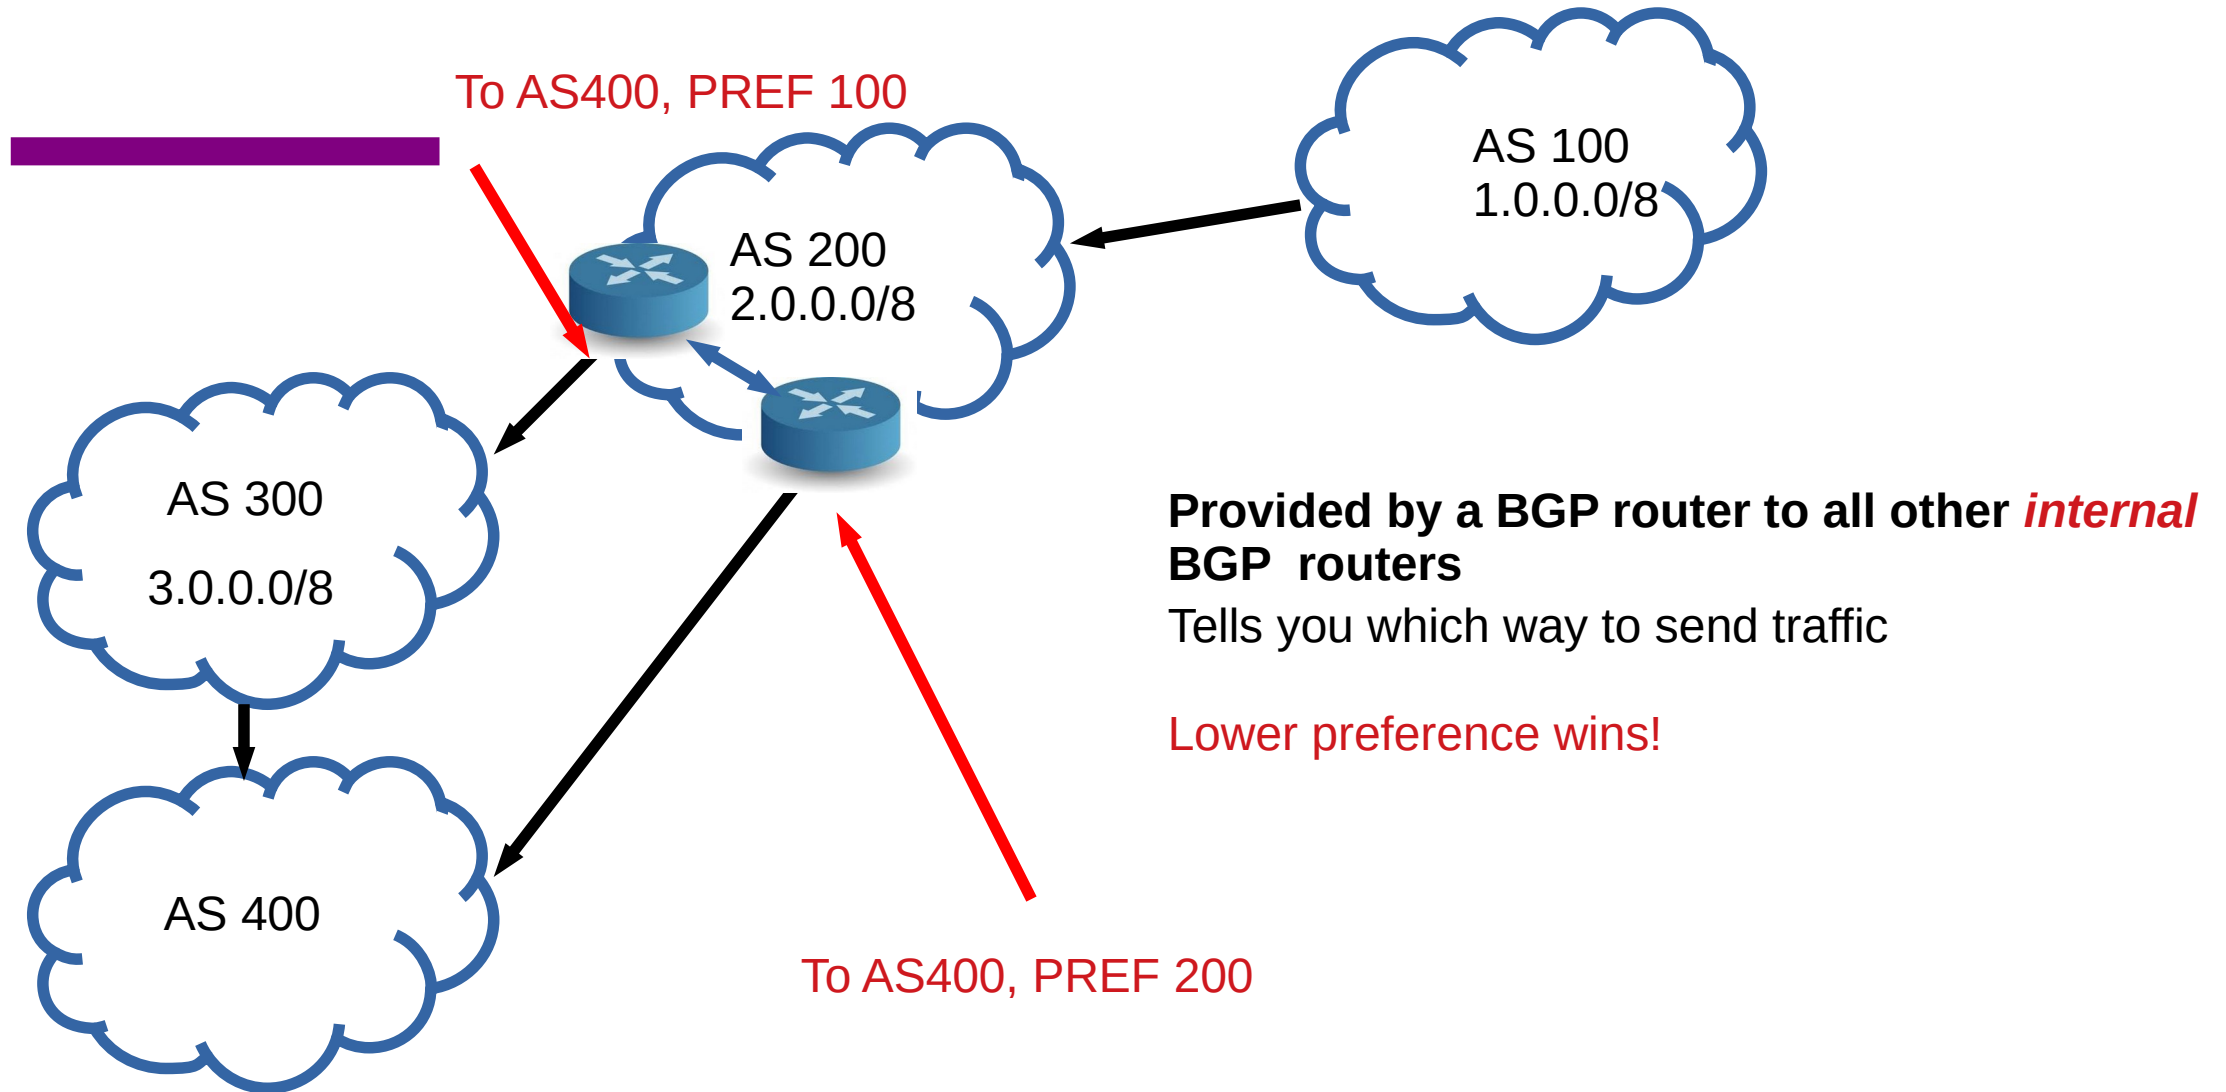 To AS400, PREF 100
AS 100
1.0.0.0/8
AS 200
2.0.0.0/8
AS 300
3.0.0.0/8
Provided by a BGP router to all other internal
BGP  routers
Tells you which way to send traffic
Lower preference wins!
AS 400
To AS400, PREF 200